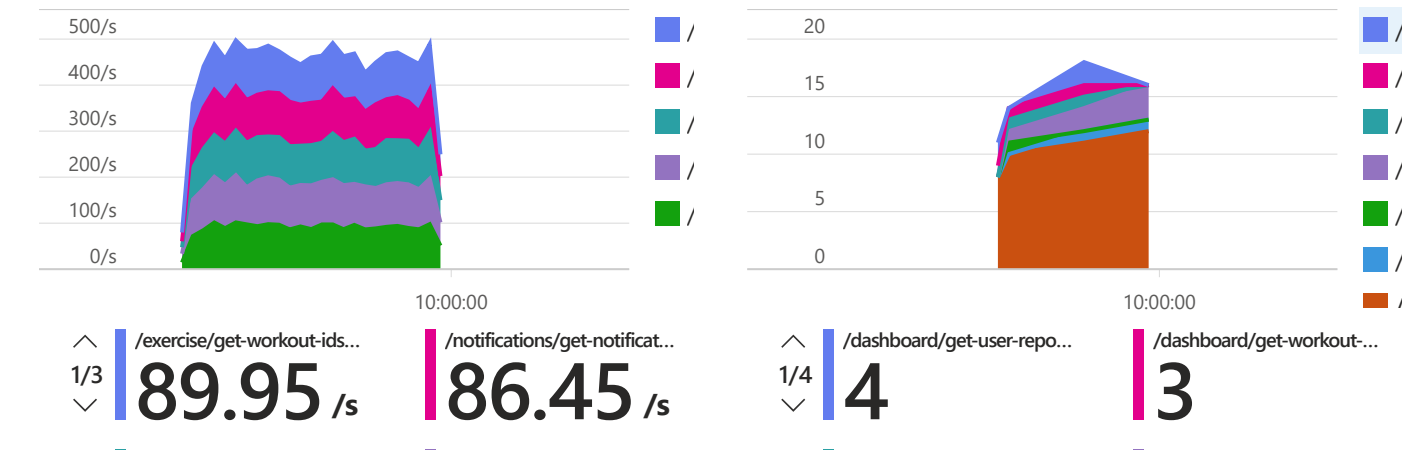 500/s
400/s
300/s
200/s
100/s
0/s
10:00:00
/
/
/
/
/
1/3
/exercise/get-workout-ids...
89.95 /s
/notifications/get-notificat...
86.45 /s
20
15
10
5
0
10:00:00
/
/
/
/
/
/
/
1/4
/dashboard/get-user-repo...
4
/dashboard/get-workout-...
3